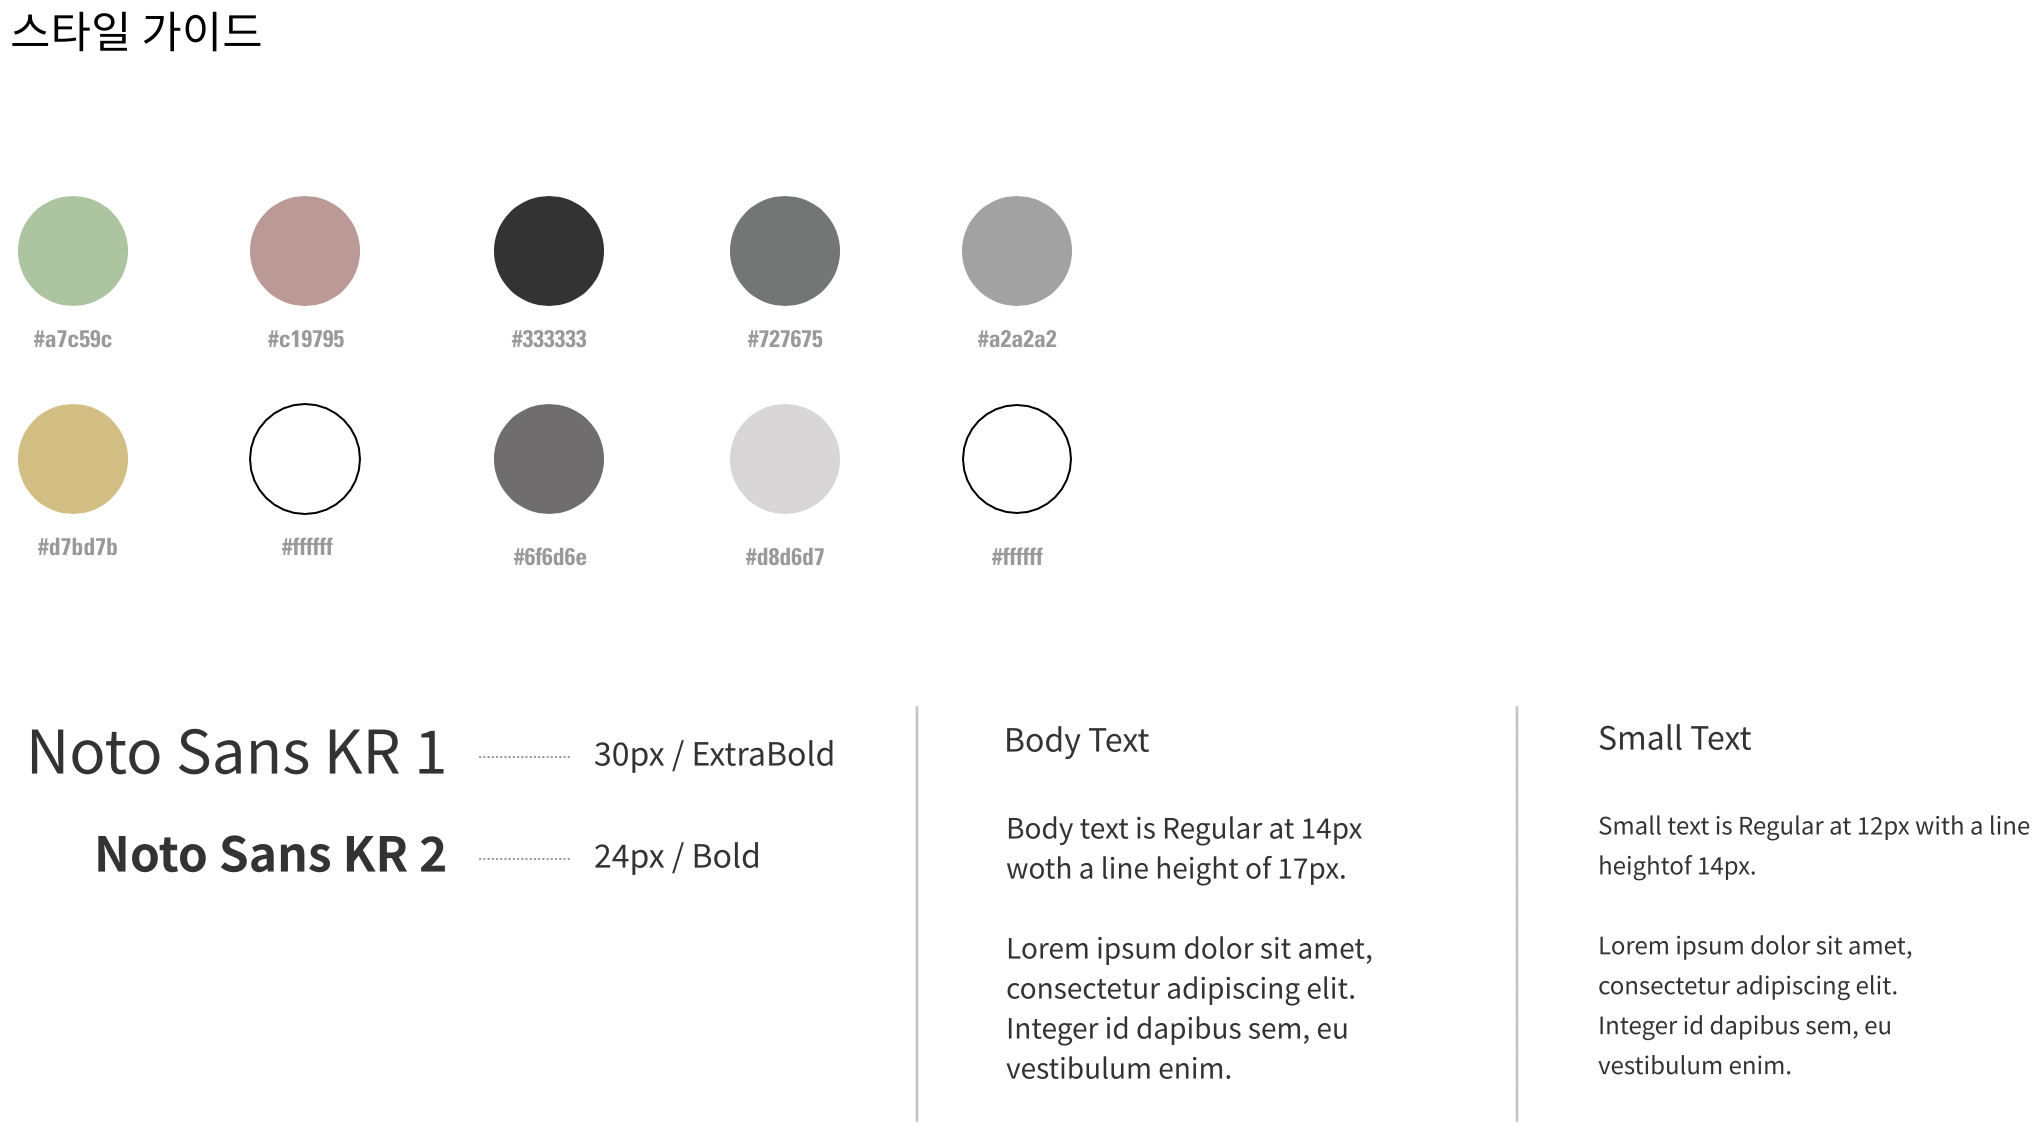 스타일 가이드
#a7c59c
#c19795
#333333
#727675
#a2a2a2
#d7bd7b
#ffffff
#6f6d6e
#d8d6d7
#ffffff
Noto Sans KR 1
30px / ExtraBold
Noto Sans KR 2
24px / Bold
Body Text
Body text is Regular at 14px
woth a line height of 17px.
Lorem ipsum dolor sit amet,
consectetur adipiscing elit.
Integer id dapibus sem, eu
vestibulum enim.
Small Text
Small text is Regular at 12px with a line
heightof 14px.
Lorem ipsum dolor sit amet,
consectetur adipiscing elit.
Integer id dapibus sem, eu
vestibulum enim.